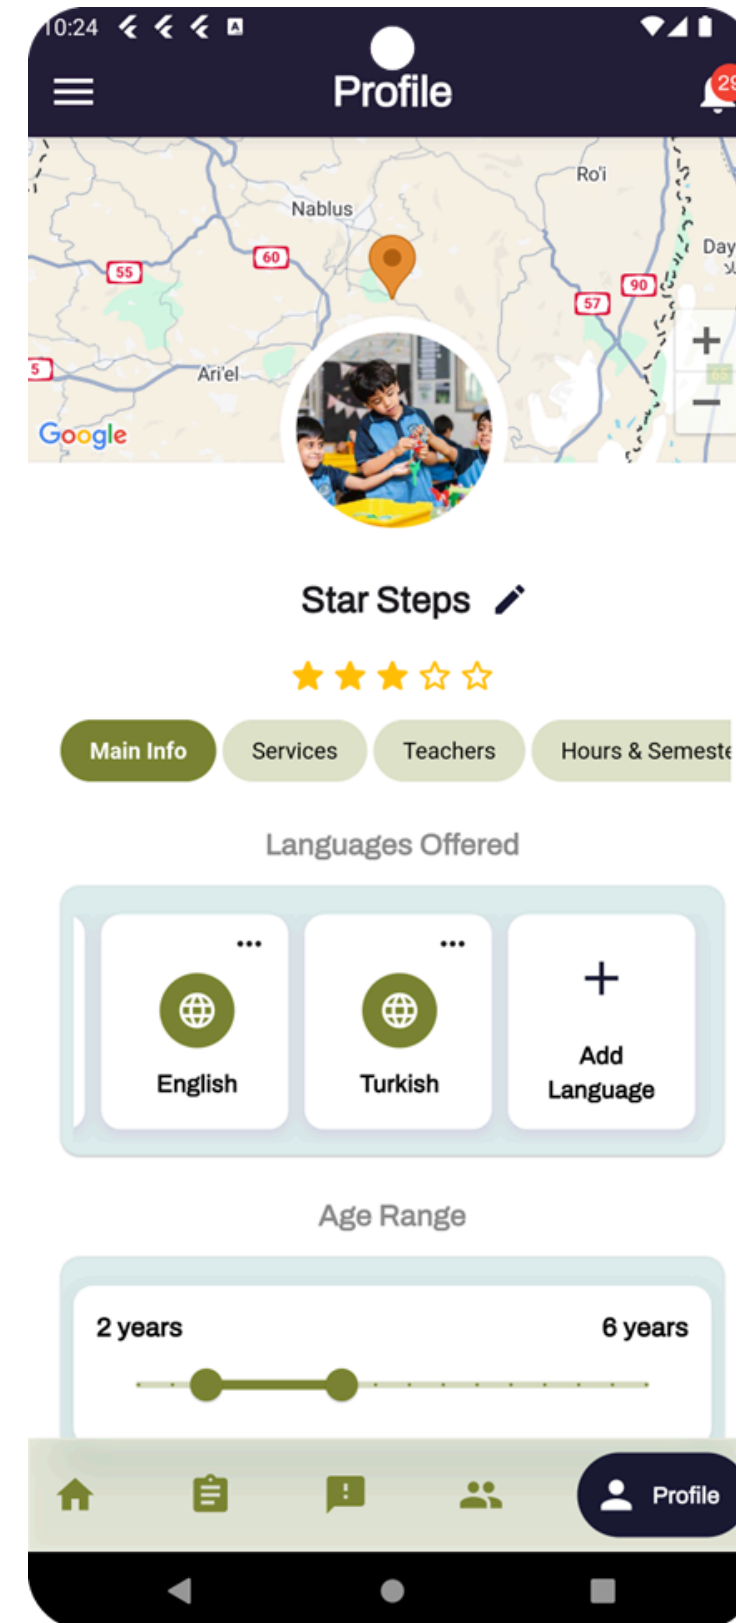 10:24
Profile
29
Ro'i
Nablus
60
55
90
57
Day
5
Ari'el
65
Google
+
−
Star Steps
Main Info
Services
Teachers
Hours & Semeste
Languages Offered
English
Turkish
Add
Language
Age Range
2 years
6 years
Profile